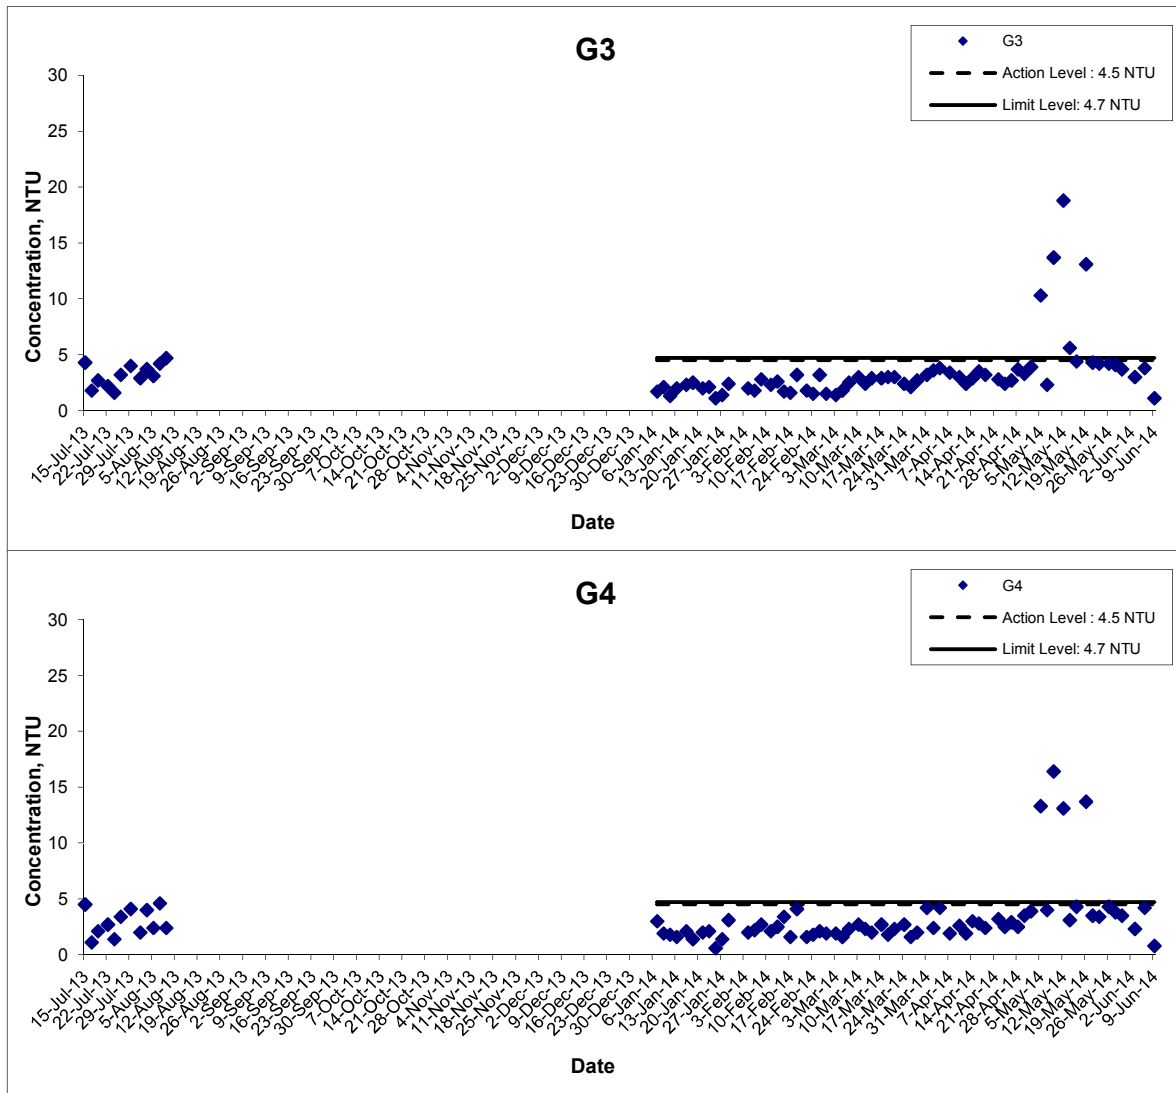 G3
G3
Action Level : 4.5 NTU
Limit Level: 4.7 NTU
Concentration, NTU
30
25
20
15
10
5
0
15-Jul-13
22-Jul-13
29-Jul-13
5-Aug-13
12-Aug-13
19-Aug-13
26-Aug-13
2-Sep-13
9-Sep-13
16-Sep-13
23-Sep-13
30-Sep-13
7-Oct-13
14-Oct-13
21-Oct-13
28-Oct-13
4-Nov-13
11-Nov-13
18-Nov-13
25-Nov-13
2-Dec-13
9-Dec-13
16-Dec-13
23-Dec-13
30-Dec-13
6-Jan-14
13-Jan-14
20-Jan-14
27-Jan-14
3-Feb-14
10-Feb-14
17-Feb-14
24-Feb-14
3-Mar-14
10-Mar-14
17-Mar-14
24-Mar-14
31-Mar-14
7-Apr-14
14-Apr-14
21-Apr-14
28-Apr-14
5-May-14
12-May-14
19-May-14
26-May-14
2-Jun-14
9-Jun-14
Date
G4
G4
Action Level : 4.5 NTU
Limit Level: 4.7 NTU
Concentration, NTU
30
25
20
15
10
5
0
15-Jul-13
22-Jul-13
29-Jul-13
5-Aug-13
12-Aug-13
19-Aug-13
26-Aug-13
2-Sep-13
9-Sep-13
16-Sep-13
23-Sep-13
30-Sep-13
7-Oct-13
14-Oct-13
21-Oct-13
28-Oct-13
4-Nov-13
11-Nov-13
18-Nov-13
25-Nov-13
2-Dec-13
9-Dec-13
16-Dec-13
23-Dec-13
30-Dec-13
6-Jan-14
13-Jan-14
20-Jan-14
27-Jan-14
3-Feb-14
10-Feb-14
17-Feb-14
24-Feb-14
3-Mar-14
10-Mar-14
17-Mar-14
24-Mar-14
31-Mar-14
7-Apr-14
14-Apr-14
21-Apr-14
28-Apr-14
5-May-14
12-May-14
19-May-14
26-May-14
2-Jun-14
9-Jun-14
Date